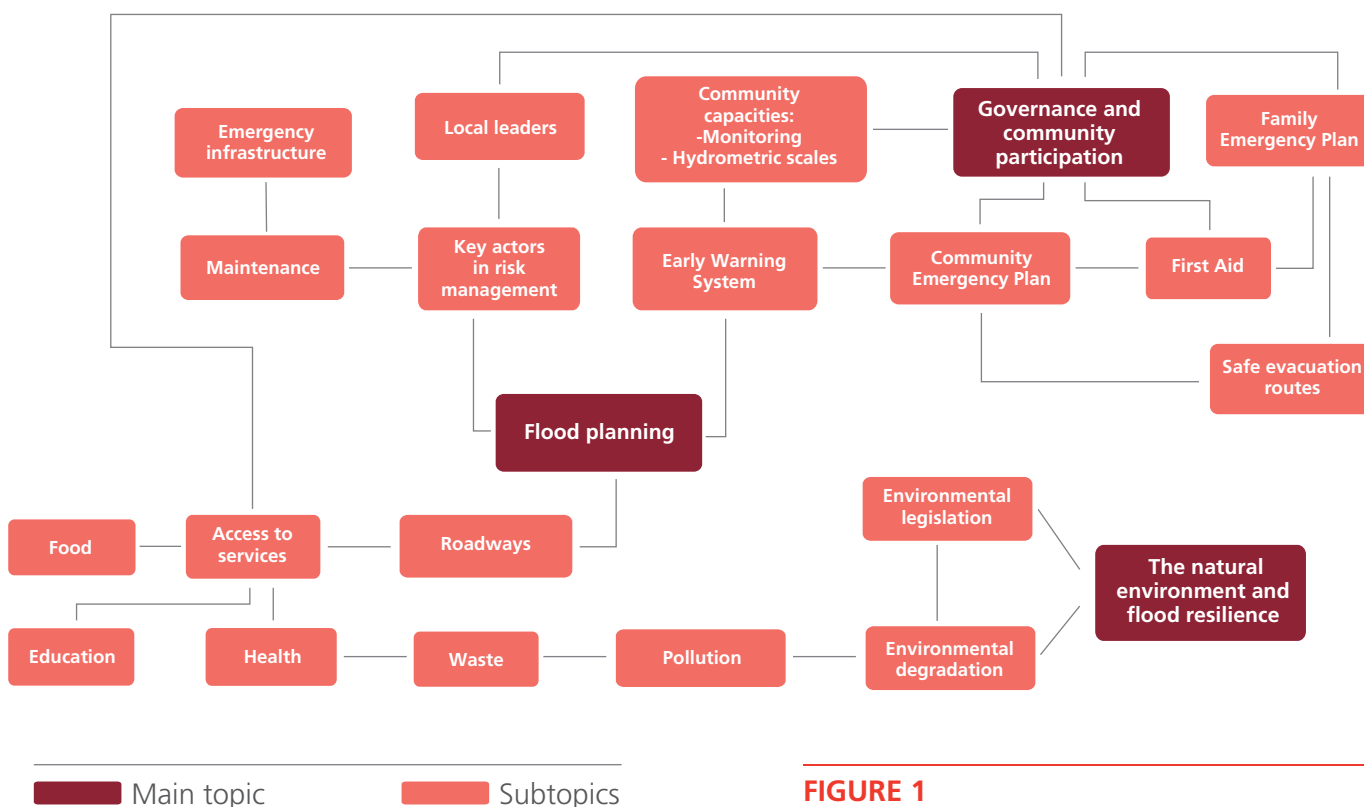 Community
capacities:
-Monitoring
- Hydrometric scales
Governance and
community
participation
Family
Emergency Plan
Emergency
infrastructure
Local leaders
Maintenance
Key actors
in risk
management
Early Warning
System
Community
Emergency Plan
First Aid
Safe evacuation
routes
Flood planning
Environmental
legislation
Food
Access to
services
Roadways
The natural
environment and
flood resilience
Education
Health
Waste
Pollution
Environmental
degradation
Main topic
Subtopics
FIGURE 1